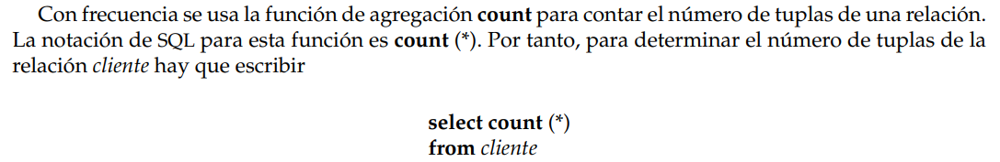 Con frecuencia se usa la función de agregación count para contar el número de tuplas de una relación.
La notación de SQL para esta función es count (*). Por tanto, para determinar el número de tuplas de la
relación cliente hay que escribir
select count (*)
from cliente